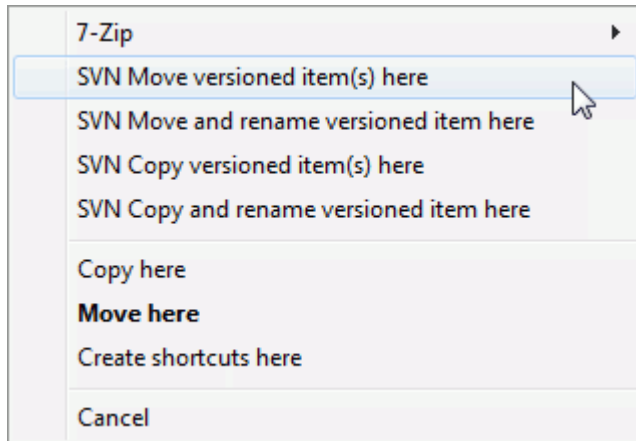 7-Zip
SVN Move versioned item(s) here
SVN Move and rename versioned item here
SVN Copy versioned item(s) here
SVN Copy and rename versioned item here
Copy here
Move here
Create shortcuts here
Cancel